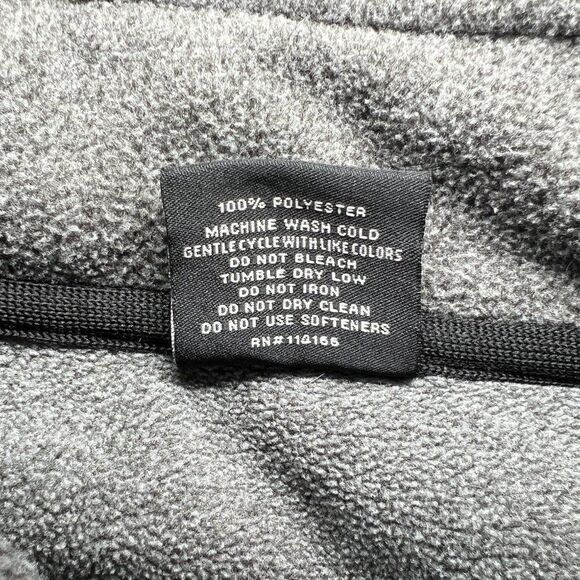 100% POLYESTER
MACHINE WASH COLD
GENTLE CYCLE WITH LIKE COLORS
DO NOT BLEACH
TUMBLE DRY LOW
DO NOT IRON
DO NOT DRY CLEAN
DO NOT USE SOFTENERS
RN#114166